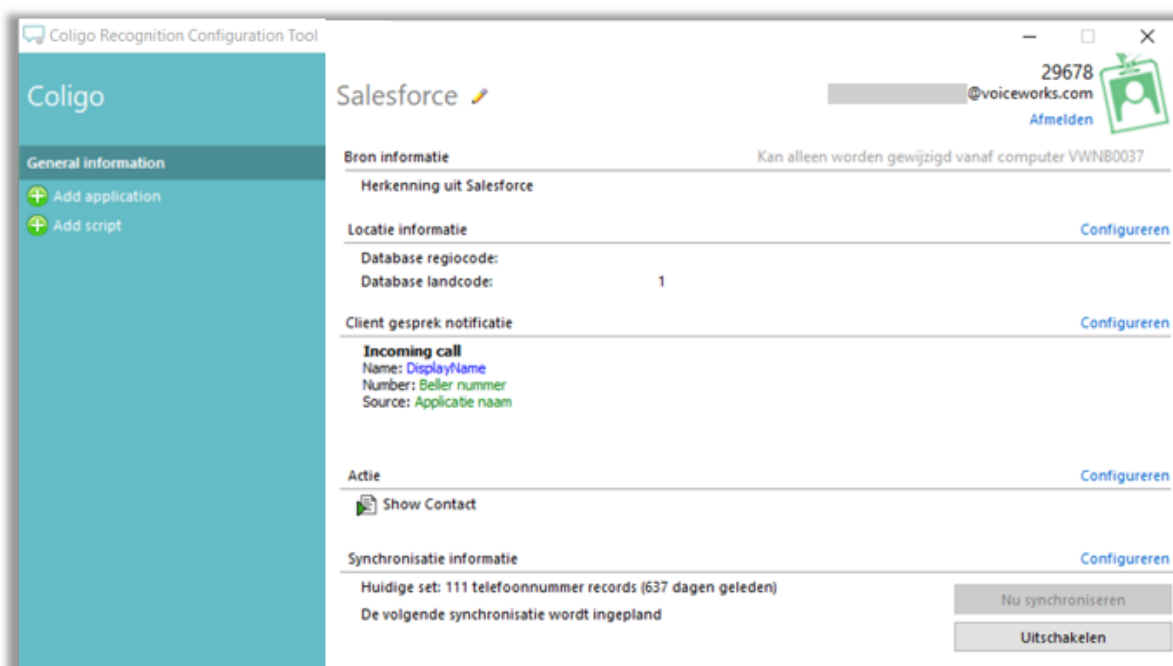 Coligo Recognition Configuration Tool
Coligo
General information
Add application
Add script
Salesforce
29678
@voiceworks.com
Afmelden
Bron informatie
Kan alleen worden gewijzigd vanaf computer VWNB0037
Herkenning uit Salesforce
Locatie informatie
Configureren
Database regiocode:
Database landcode: 1
Client gesprek notificatie
Configureren
Incoming call
Name: DisplayName
Number: Beller nummer
Source: Applicatie naam
Actie
Configureren
Show Contact
Synchronisatie informatie
Configureren
Huidige set: 111 telefoonnummer records (637 dagen geleden)
De volgende synchronisatie wordt ingepland
Nu synchroniseren
Uitschakelen